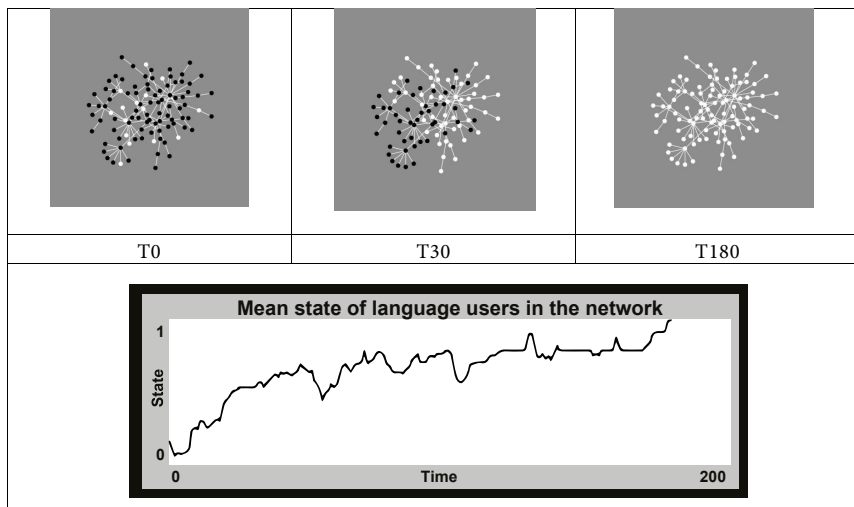 T0 T30 T180
Mean state of language users in the network
1
State
0
0 Time 200